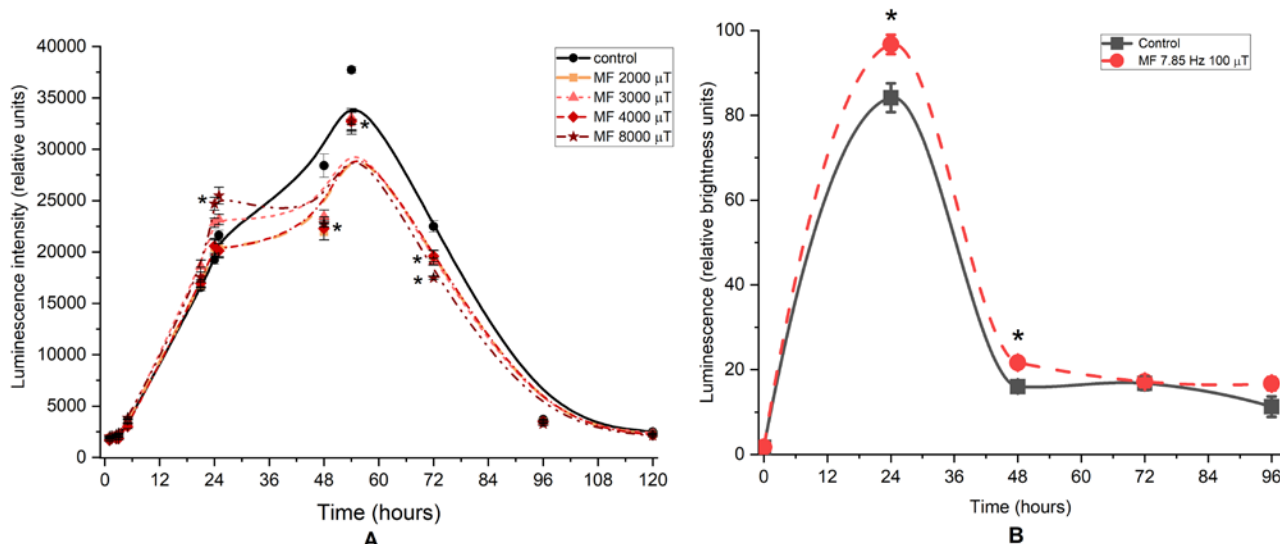 Luminescence intensity (relative units)
40000
35000
30000
25000
20000
15000
10000
5000
0
0 12 24 36 48 60 72 84 96 108 120
Time (hours)
A
control
MF 2000 μT
MF 3000 μT
MF 4000 μT
MF 8000 μT
*
*
*
*
*
Luminescence (relative brightness units)
100
80
60
40
20
0
0 12 24 36 48 60 72 84 96
Time (hours)
B
Control
MF 7.85 Hz 100 μT
*
*